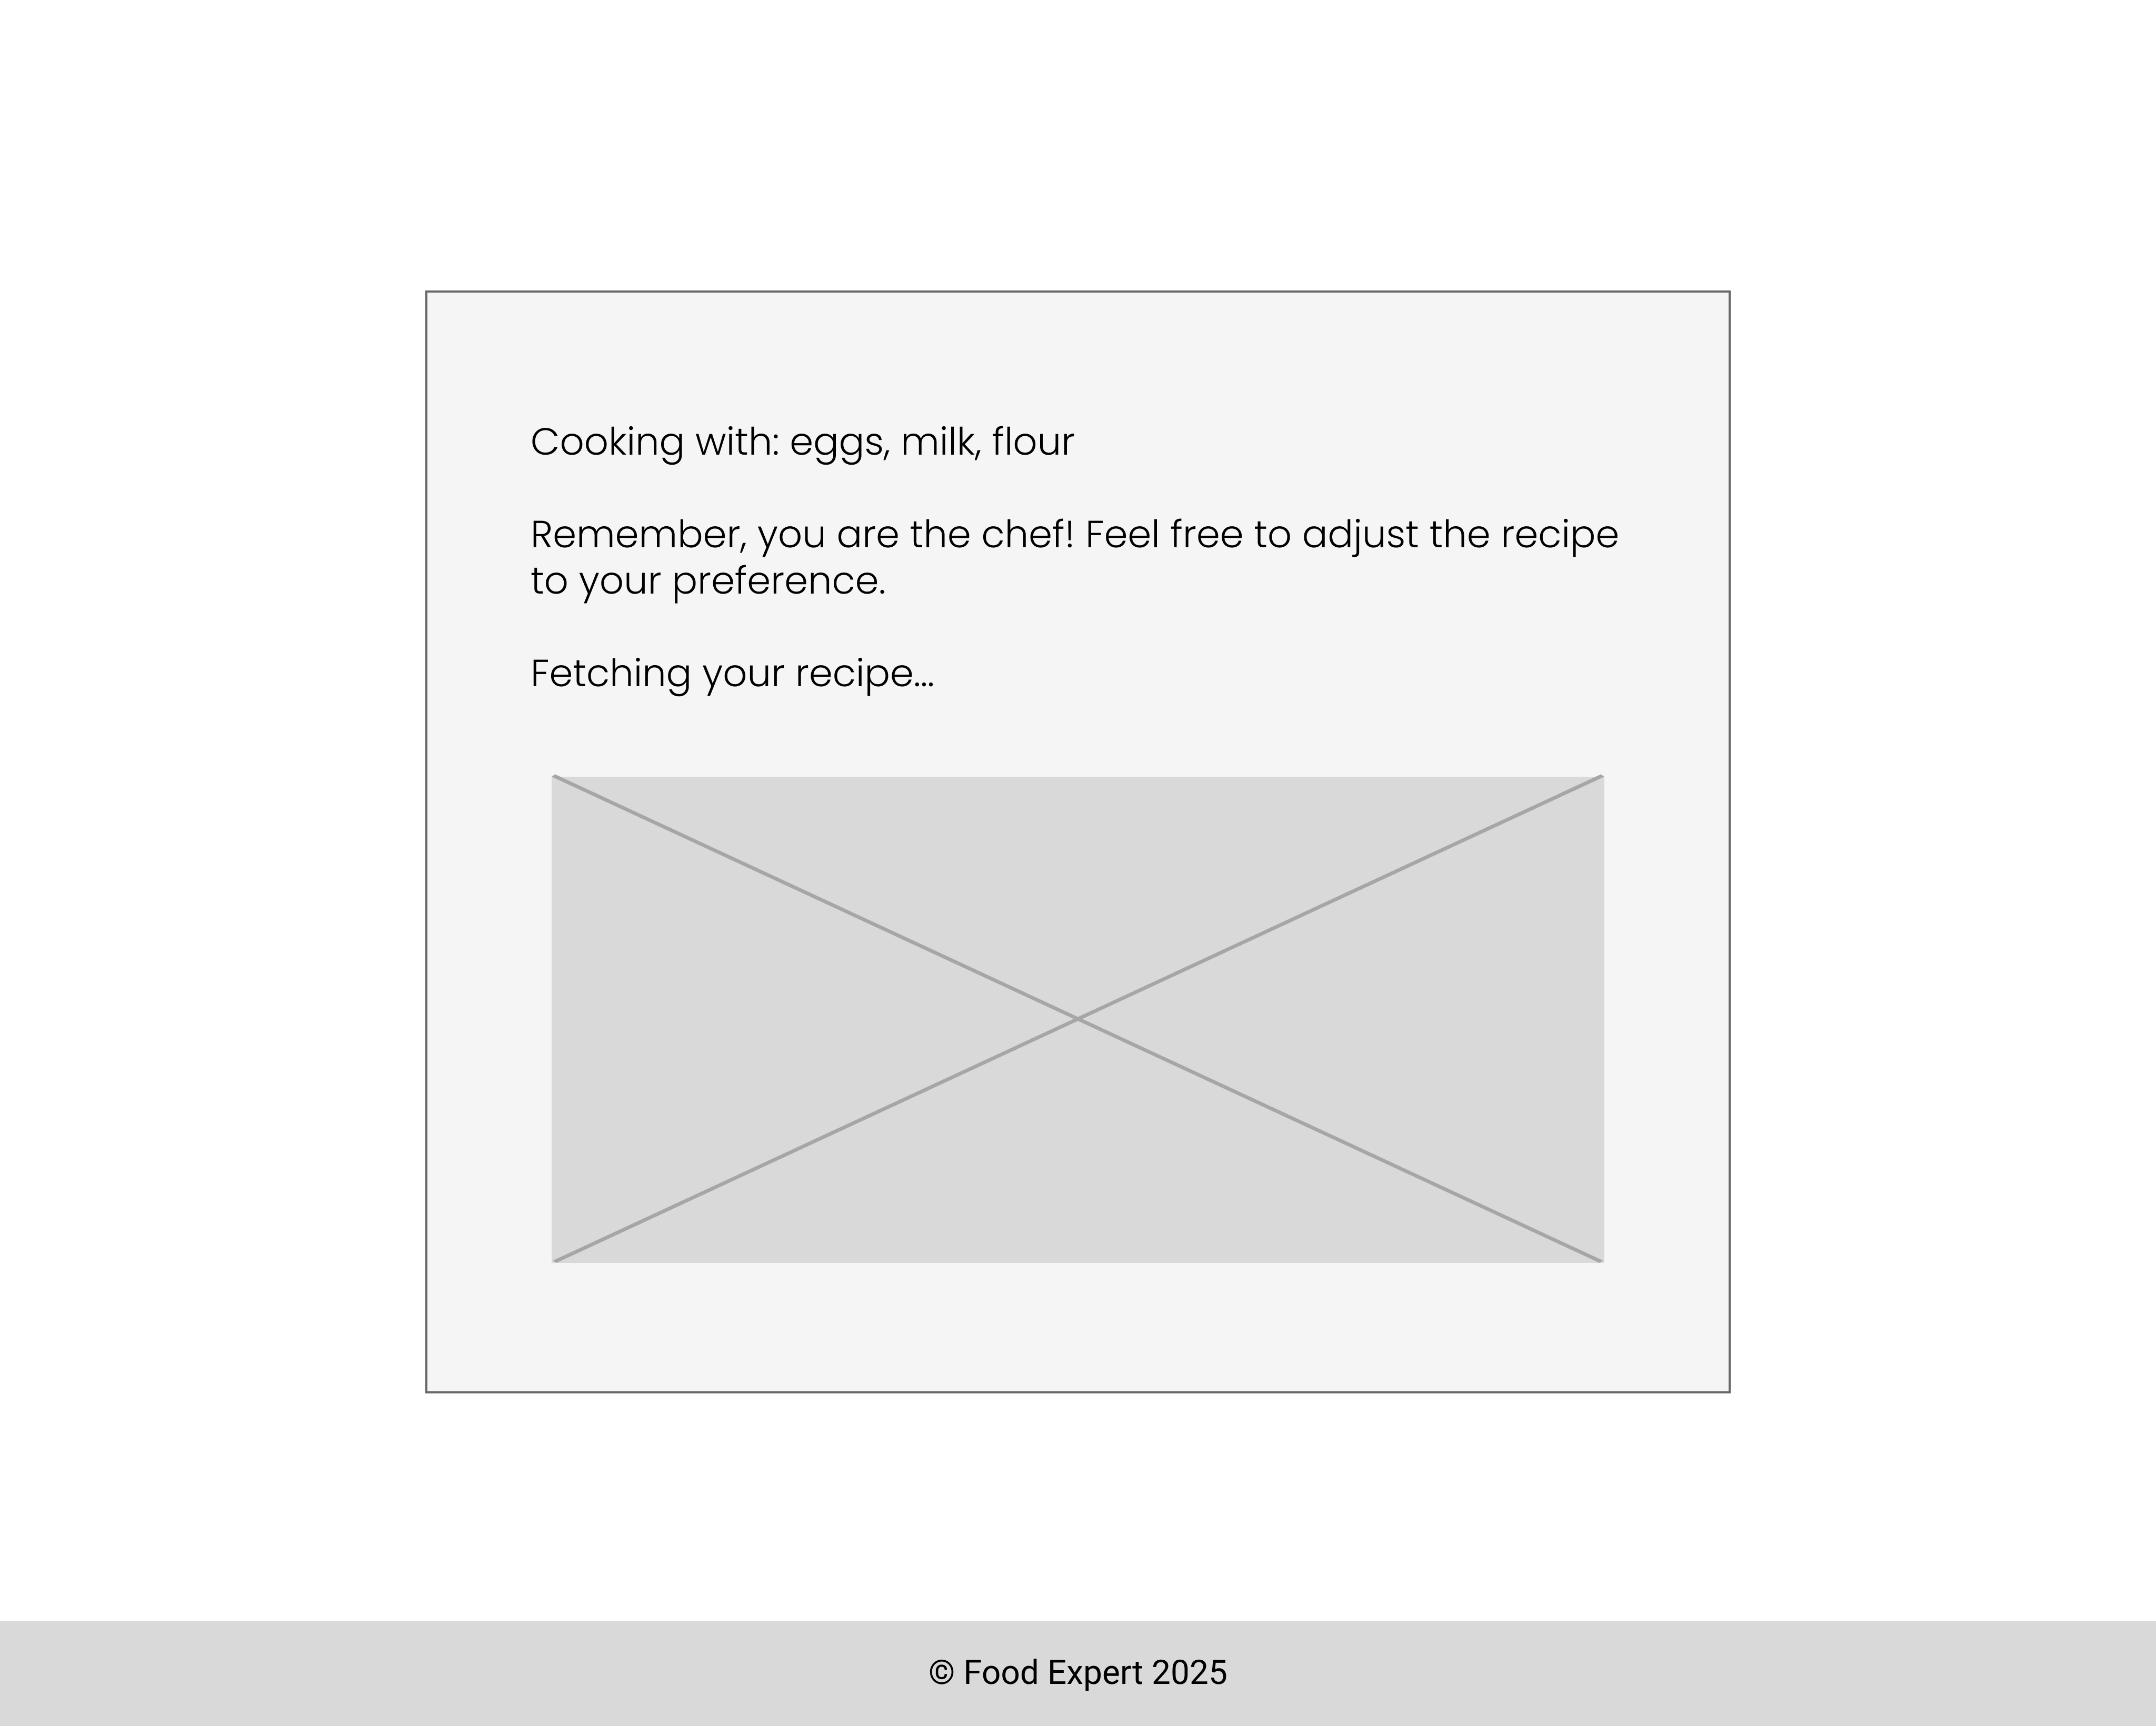 Cooking with: eggs, milk, flour
Remember, you are the chef! Feel free to adjust the recipe
to your preference.
Fetching your recipe...
© Food Expert 2025